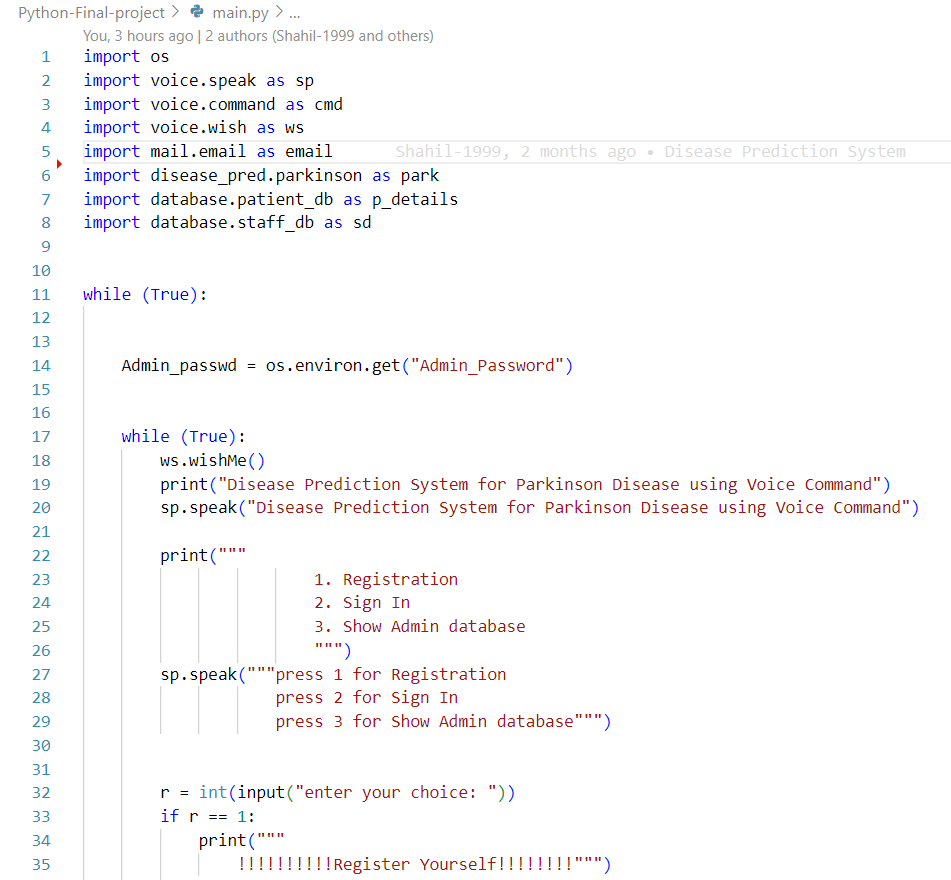 Python-Final-project > main.py > ...
You, 3 hours ago | 2 authors (Shahil-1999 and others)
1 import os
2 import voice.speak as sp
3 import voice.command as cmd
4 import voice.wish as ws
5 import mail.email as email Shahil-1999, 2 months ago • Disease Prediction System
6 import disease_pred.parkinson as park
7 import database.patient_db as p_details
8 import database.staff_db as sd
9
10
11 while (True):
12
13
14 Admin_passwd = os.environ.get("Admin_Password")
15
16
17 while (True):
18 ws.wishMe()
19 print("Disease Prediction System for Parkinson Disease using Voice Command")
20 sp.speak("Disease Prediction System for Parkinson Disease using Voice Command")
21
22 print("""
23 1. Registration
24 2. Sign In
25 3. Show Admin database
26 """)
27 sp.speak("""press 1 for Registration
28 press 2 for Sign In
29 press 3 for Show Admin database""")
30
31
32 r = int(input("enter your choice: "))
33 if r == 1:
34 print("""
35 !!!!!!!!!!Register Yourself!!!!!!!!""")